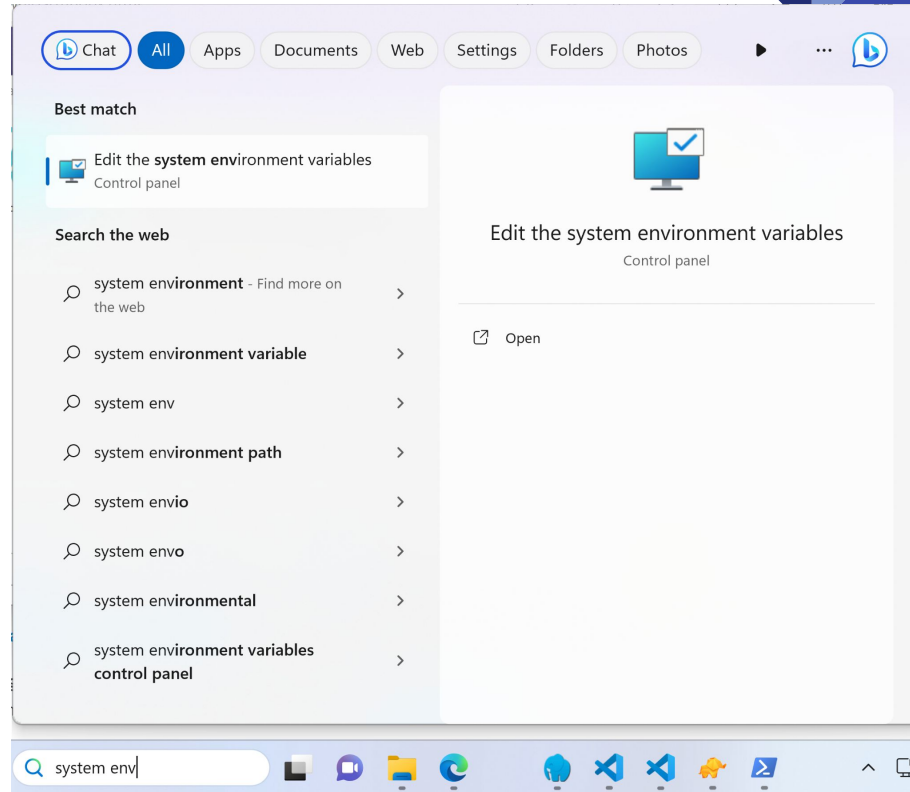 Chat All Apps Documents Web Settings Folders Photos
Best match
Edit the system environment variables
Control panel
Search the web
system environment - Find more on
the web
system environment variable
system env
system environment path
system envio
system envo
system environmental
system environment variables
control panel
Edit the system environment variables
Control panel
Open
system env